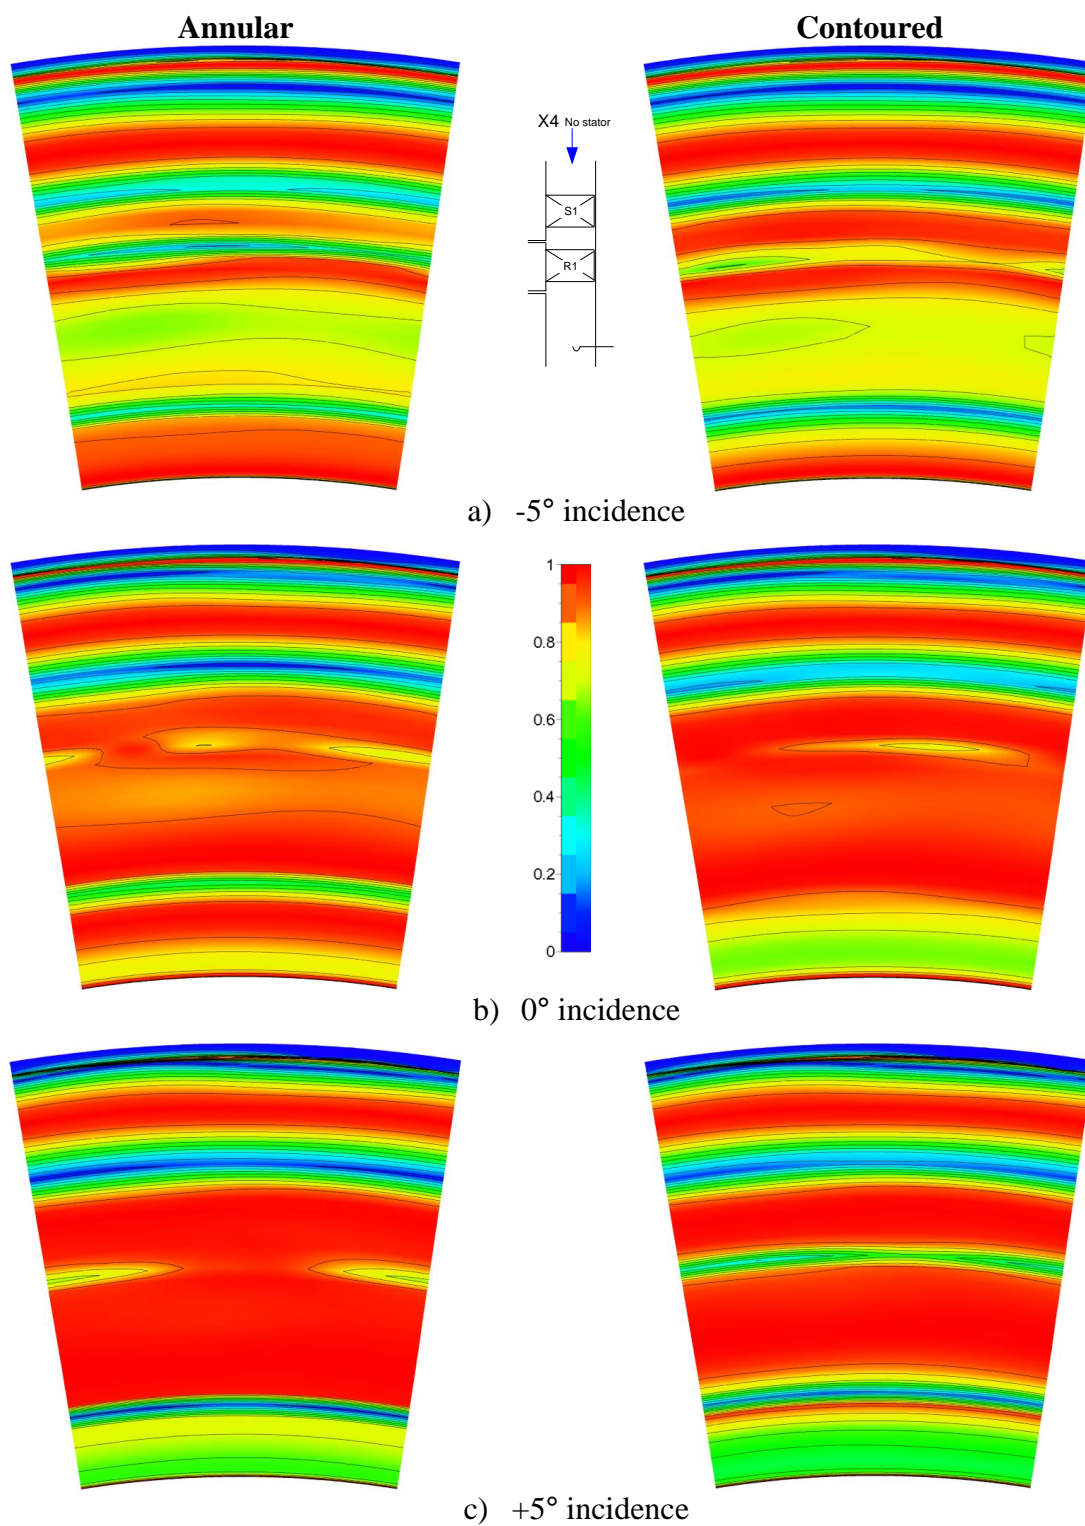 Annular
Contoured
X4 No stator
S1
R1
a) -5° incidence
1
0.8
0.6
0.4
0.2
0
b) 0° incidence
c) +5° incidence